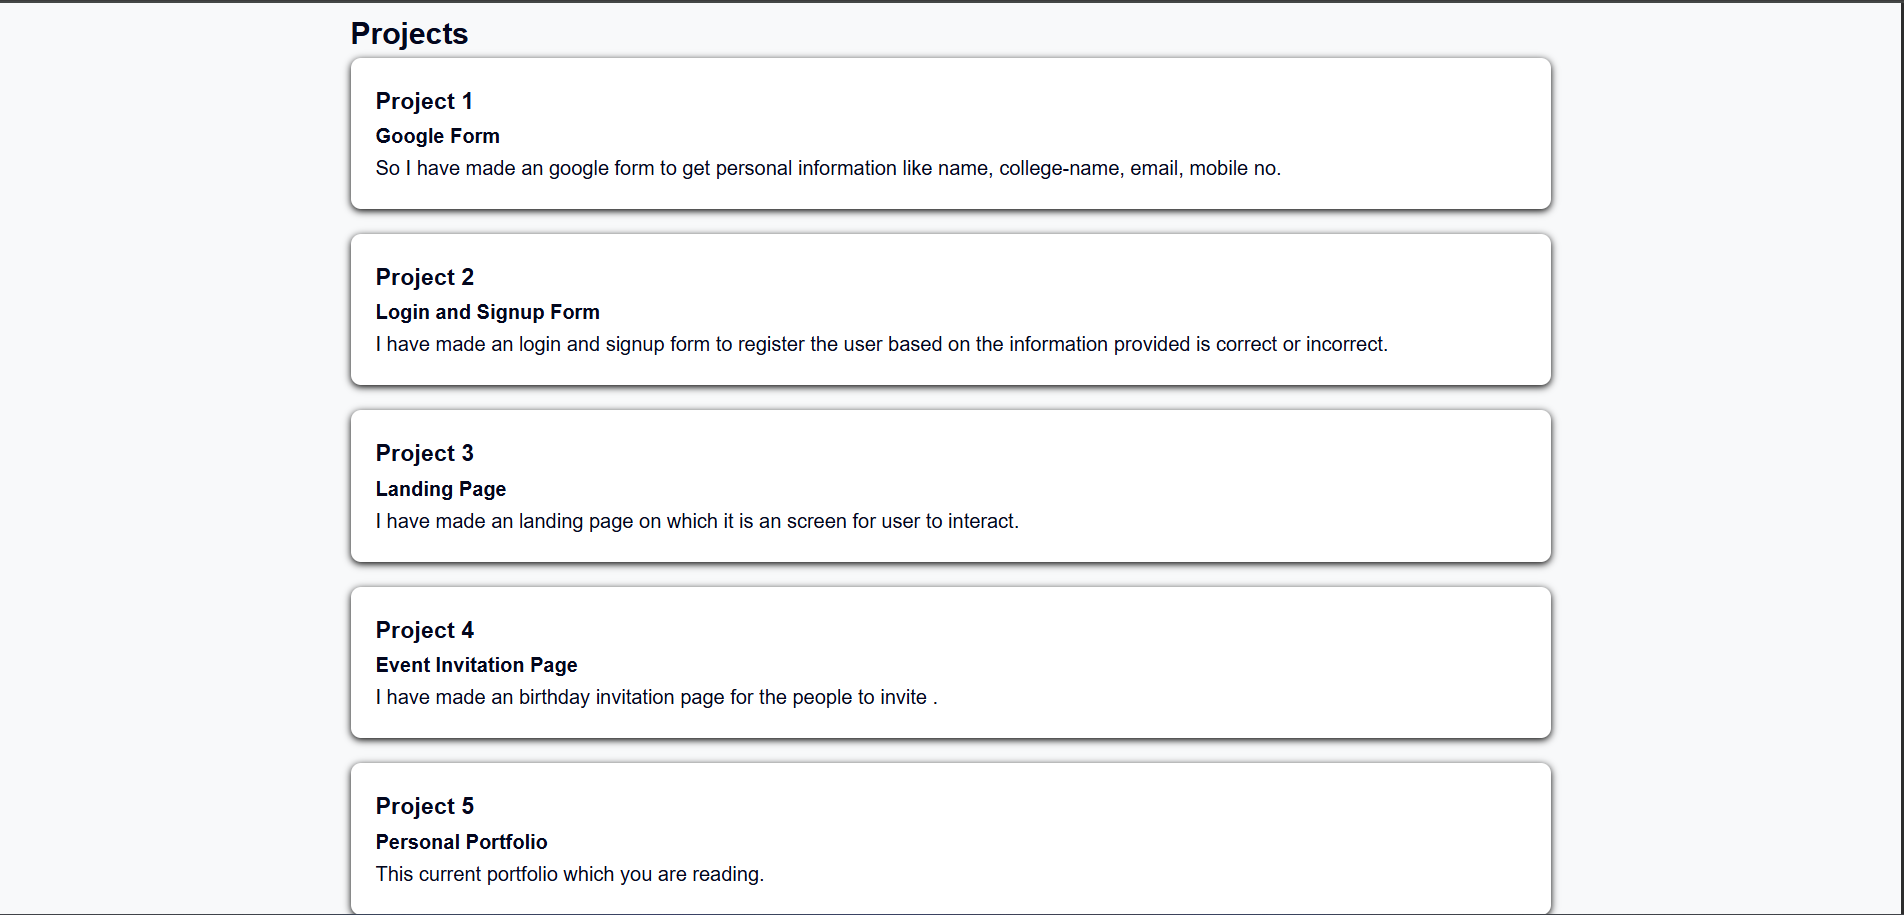 Projects
Project 1
Google Form
So I have made an google form to get personal information like name, college-name, email, mobile no.
Project 2
Login and Signup Form
I have made an login and signup form to register the user based on the information provided is correct or incorrect.
Project 3
Landing Page
I have made an landing page on which it is an screen for user to interact.
Project 4
Event Invitation Page
I have made an birthday invitation page for the people to invite .
Project 5
Personal Portfolio
This current portfolio which you are reading.